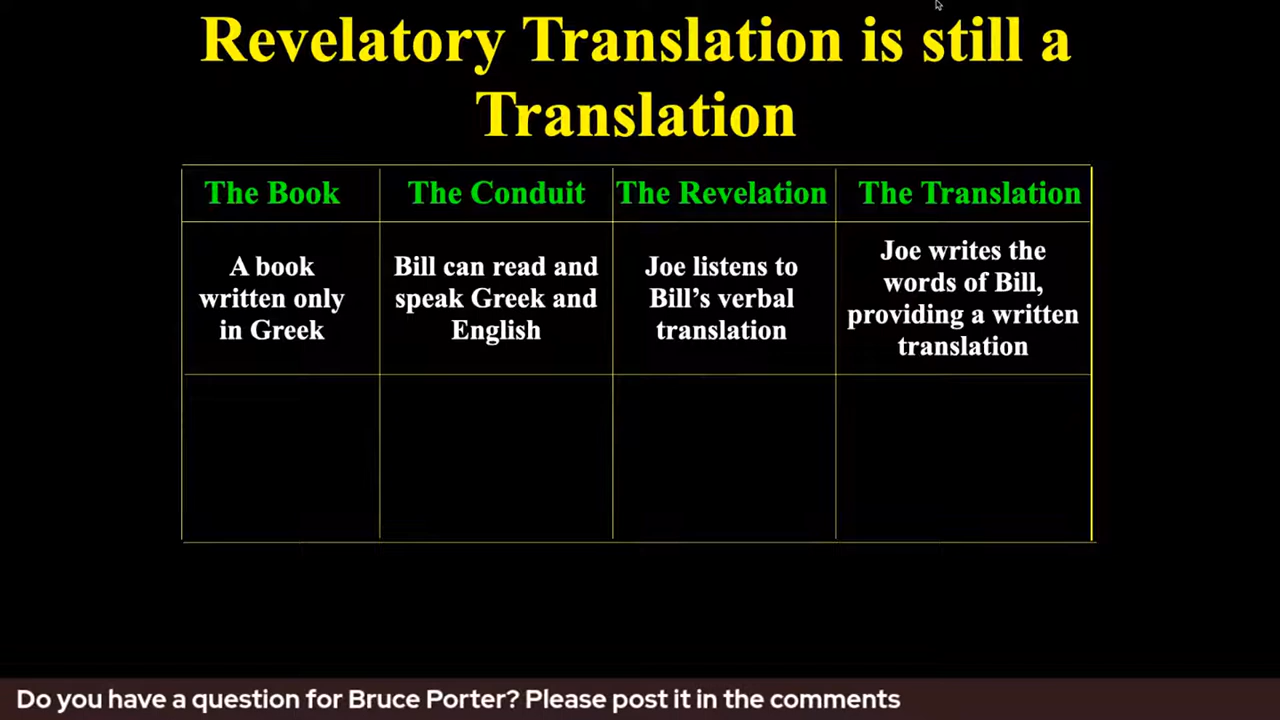 Revelatory Translation is still a
Translation
The Book
The Conduit
The Revelation
The Translation
A book
written only
in Greek
Bill can read and
speak Greek and
English
Joe listens to
Bill’s verbal
translation
Joe writes the
words of Bill,
providing a written
translation
Do you have a question for Bruce Porter? Please post it in the comments